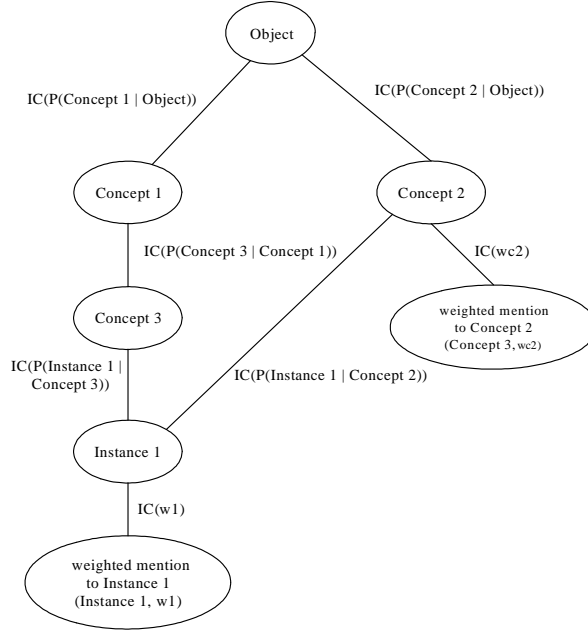 Object
IC(P(Concept 1 | Object))
IC(P(Concept 2 | Object))
Concept 1
Concept 2
IC(P(Concept 3 | Concept 1))
IC(wc2)
Concept 3
weighted mention
to Concept 2
(Concept 3, wc2)
IC(P(Instance 1 |
Concept 3))
IC(P(Instance 1 | Concept 2))
Instance 1
IC(w1)
weighted mention
to Instance 1
(Instance 1, w1)